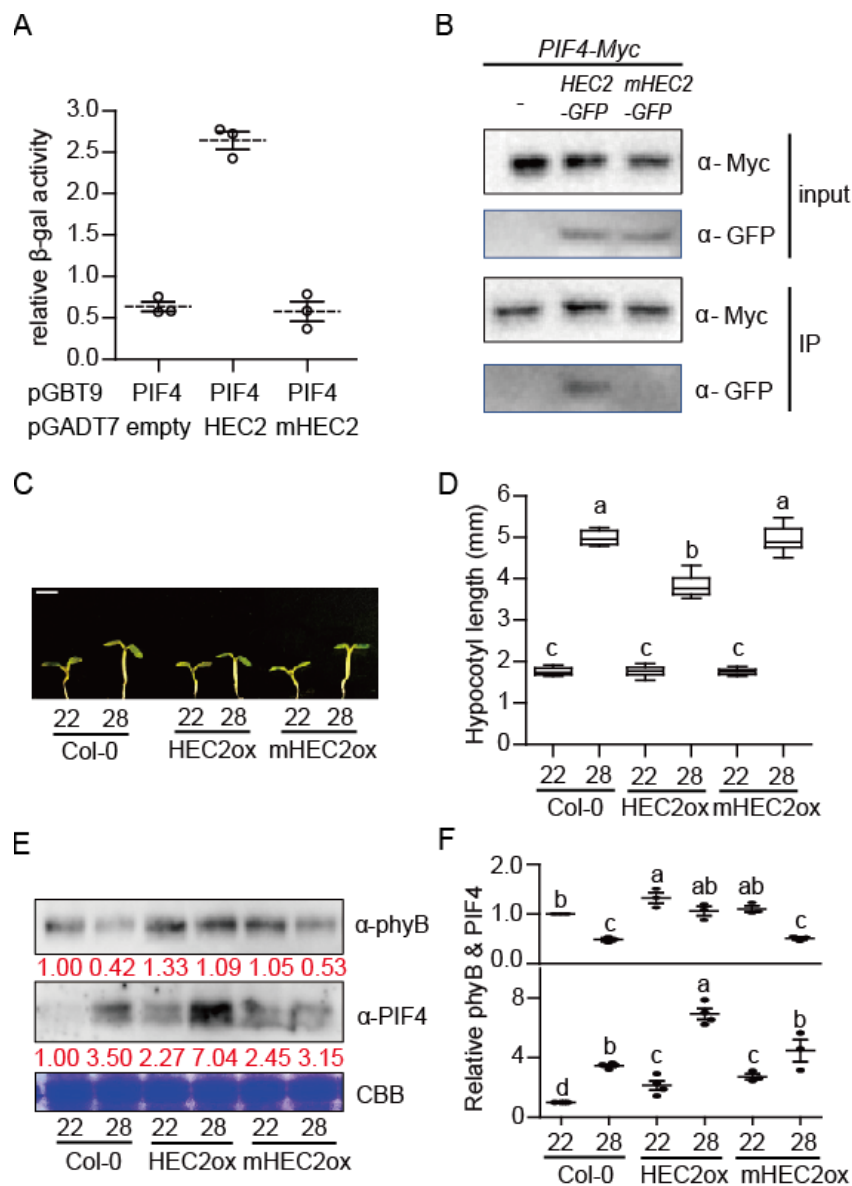 A
3.0
2.5
2.0
1.5
1.0
0.5
0.0
relative β-gal activity
pGBT9 PIF4 PIF4 PIF4
pGADT7 empty HEC2 mHEC2
B
PIF4-Myc
- HEC2 mHEC2
-GFP -GFP
α-Myc
α-GFP
input
α-Myc
α-GFP
IP
C
22 28 22 28 22 28
Col-0 HEC2ox mHEC2ox
D
Hypocotyl length (mm)
6
5
4
3
2
1
0
c a c b c a
22 28 22 28 22 28
Col-0 HEC2ox mHEC2ox
E
α-phyB
1.00 0.42 1.33 1.09 1.05 0.53
α-PIF4
1.00 3.50 2.27 7.04 2.45 3.15
CBB
22 28 22 28 22 28
Col-0 HEC2ox mHEC2ox
F
Relative phyB & PIF4
2.0
1.0
0.0
b c a ab ab c
8
4
0
d b c a c b
22 28 22 28 22 28
Col-0 HEC2ox mHEC2ox